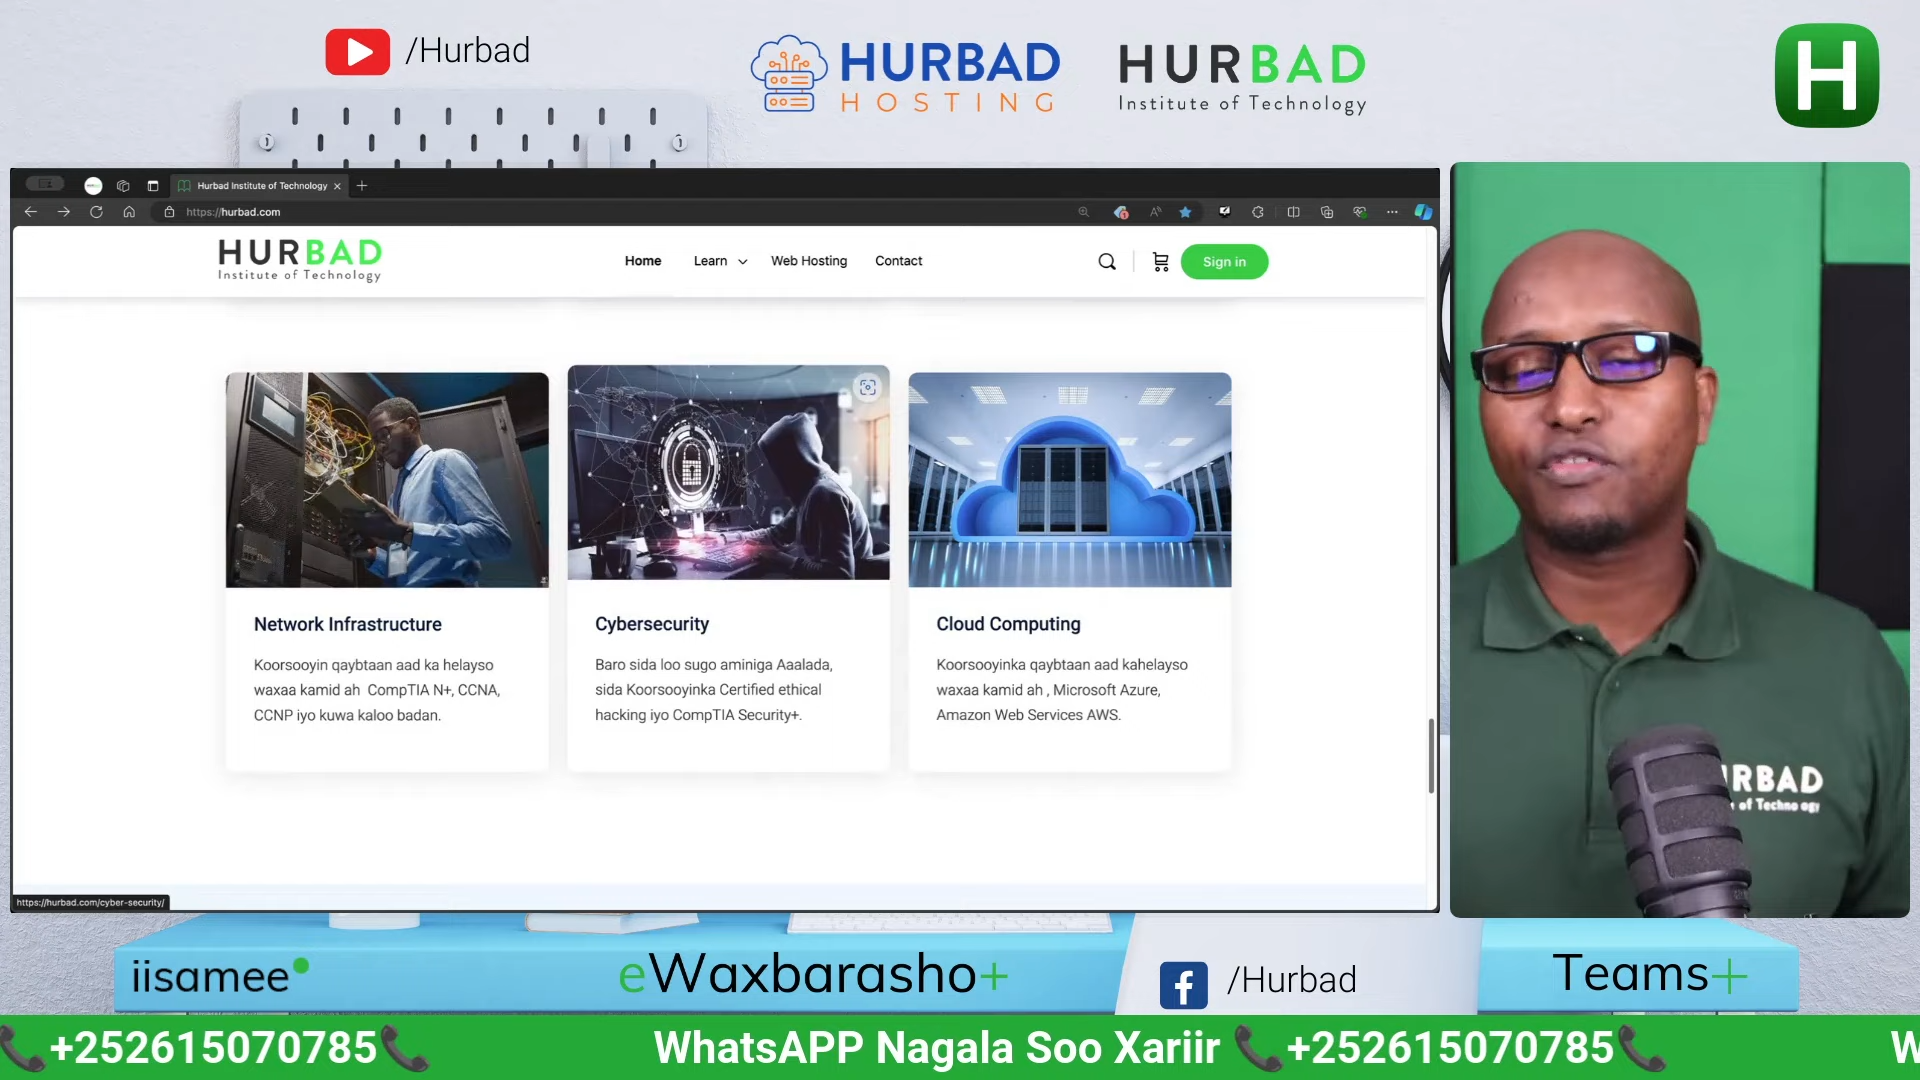 /Hurbad
HURBAD
HOSTING
HURBAD
Institute of Technology
H
Hurbad Institute of Technology
https://hurbad.com
HURBAD
Institute of Technology
Home
Learn
Web Hosting
Contact
Sign in
Network Infrastructure
Koorsooyin qaybtaan aad ka helayso
waxaa kamid ah CompTIA N+, CCNA,
CCNP iyo kuwa kaloo badan.
Cybersecurity
Baro sida loo sugo aminiga Aaalada,
sida Koorsooyinka Certified ethical
hacking iyo CompTIA Security+.
Cloud Computing
Koorsooyinka qaybtaan aad kahelayso
waxaa kamid ah , Microsoft Azure,
Amazon Web Services AWS.
https://hurbad.com/cyber-security/
RBAD
of Techno ogy
iisamee
eWaxbarasho+
/Hurbad
Teams+
+252615070785
WhatsAPP Nagala Soo Xariir
+252615070785
W